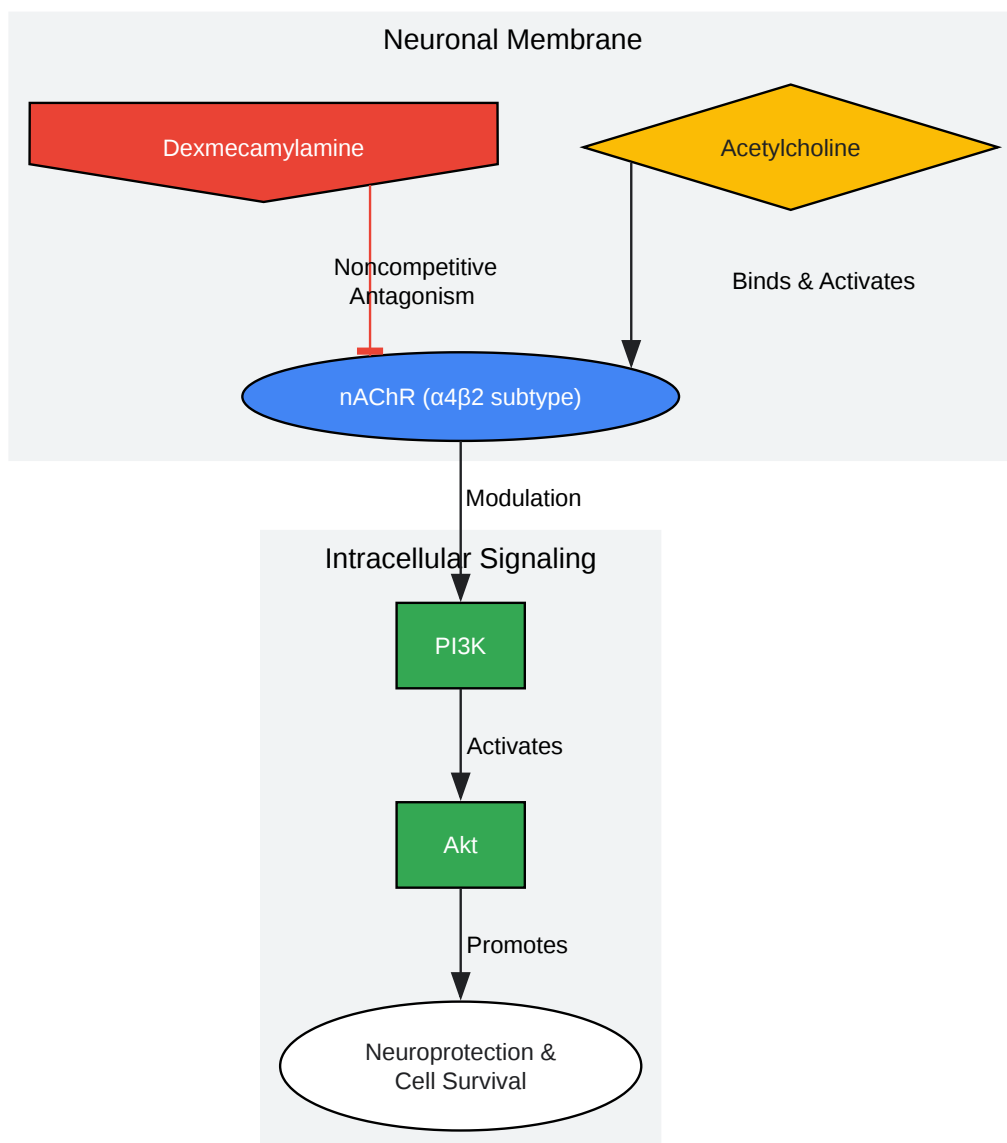 Neuronal Membrane
Dexmecamylamine
Acetylcholine
Noncompetitive
Antagonism
Binds & Activates
nAChR (α4β2 subtype)
Modulation
Intracellular Signaling
PI3K
Activates
Akt
Promotes
Neuroprotection &
Cell Survival